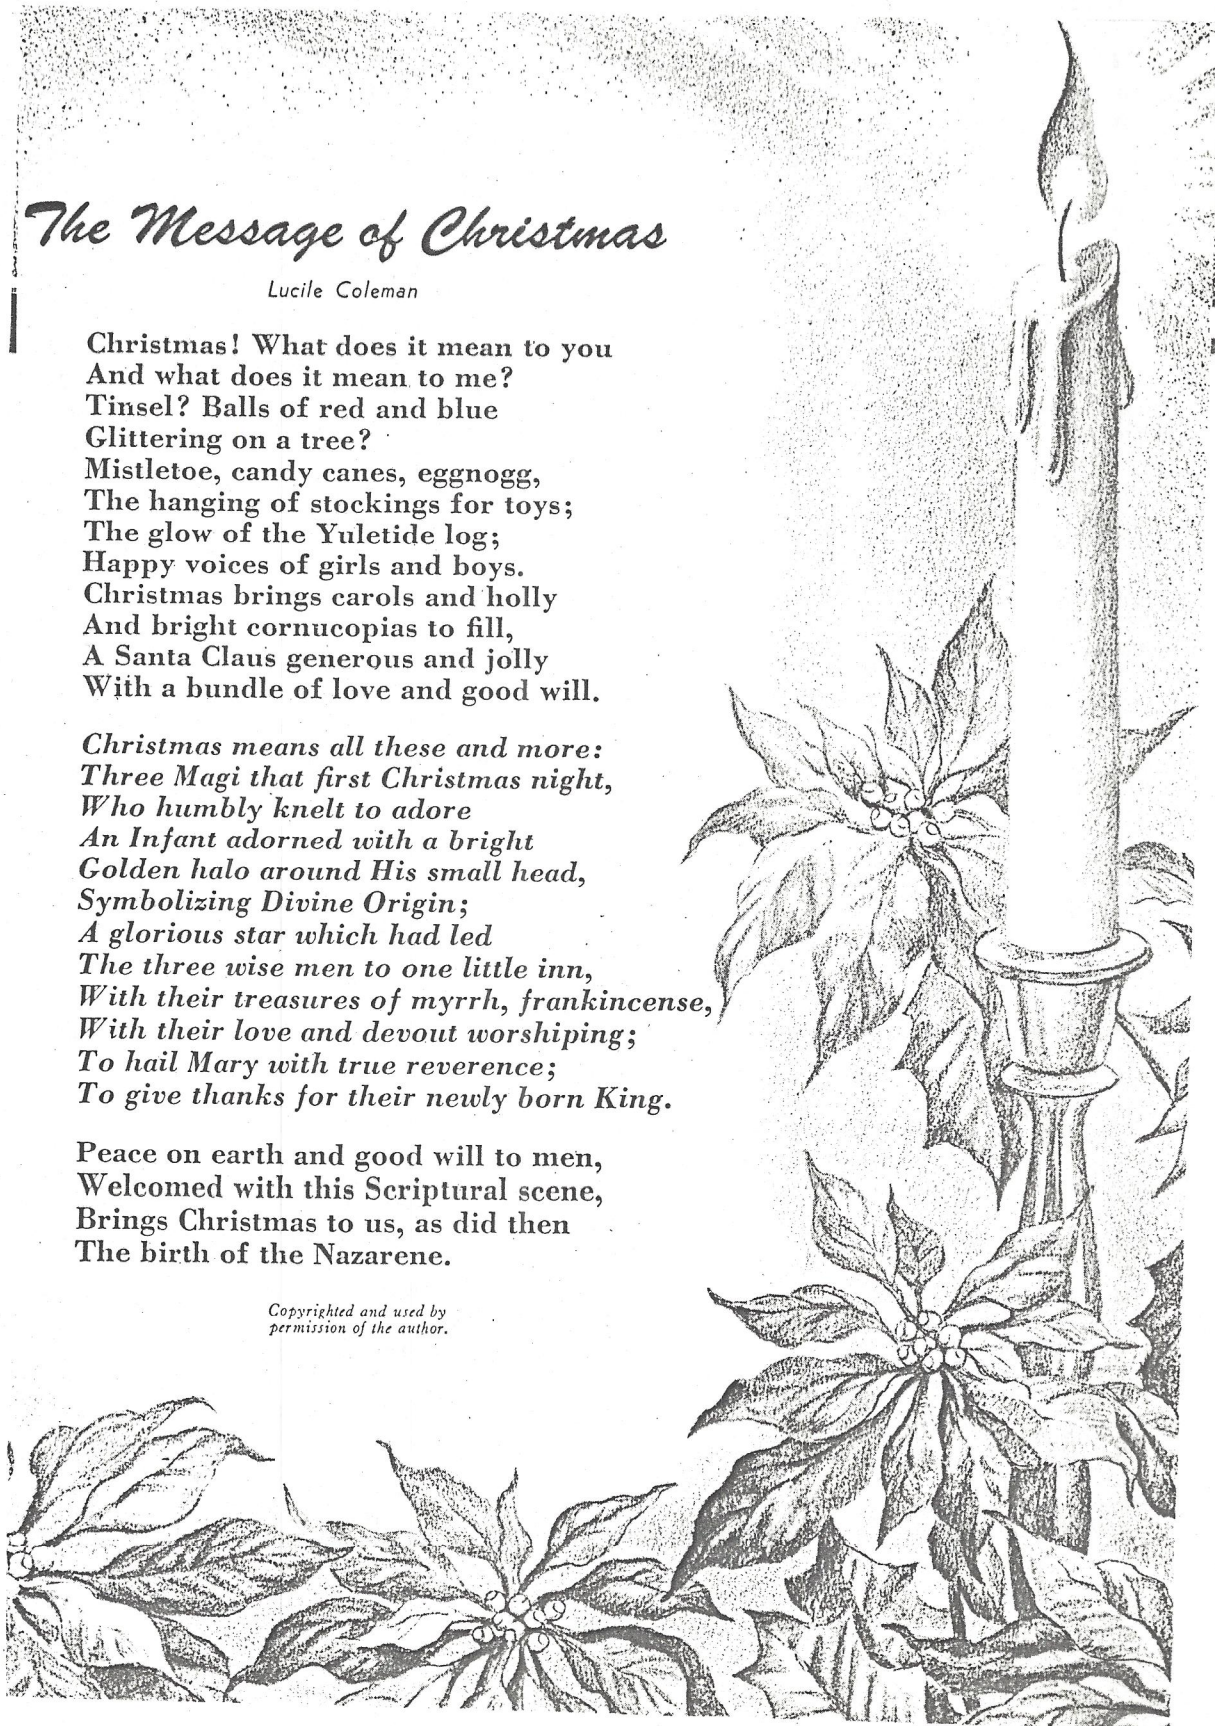 The Message of Christmas
Lucile Coleman
Christmas! What does it mean to you
And what does it mean to me?
Tinsel? Balls of red and blue
Glittering on a tree?
Mistletoe, candy canes, eggnogg,
The hanging of stockings for toys;
The glow of the Yuletide log;
Happy voices of girls and boys.
Christmas brings carols and holly
And bright cornucopias to fill,
A Santa Claus generous and jolly
With a bundle of love and good will.
Christmas means all these and more:
Three Magi that first Christmas night,
Who humbly knelt to adore
An Infant adorned with a bright
Golden halo around His small head,
Symbolizing Divine Origin;
A glorious star which had led
The three wise men to one little inn,
With their treasures of myrrh, frankincense,
With their love and devout worshiping;
To hail Mary with true reverence;
To give thanks for their newly born King.
Peace on earth and good will to men,
Welcomed with this Scriptural scene,
Brings Christmas to us, as did then
The birth of the Nazarene.
Copyrighted and used by
permission of the author.